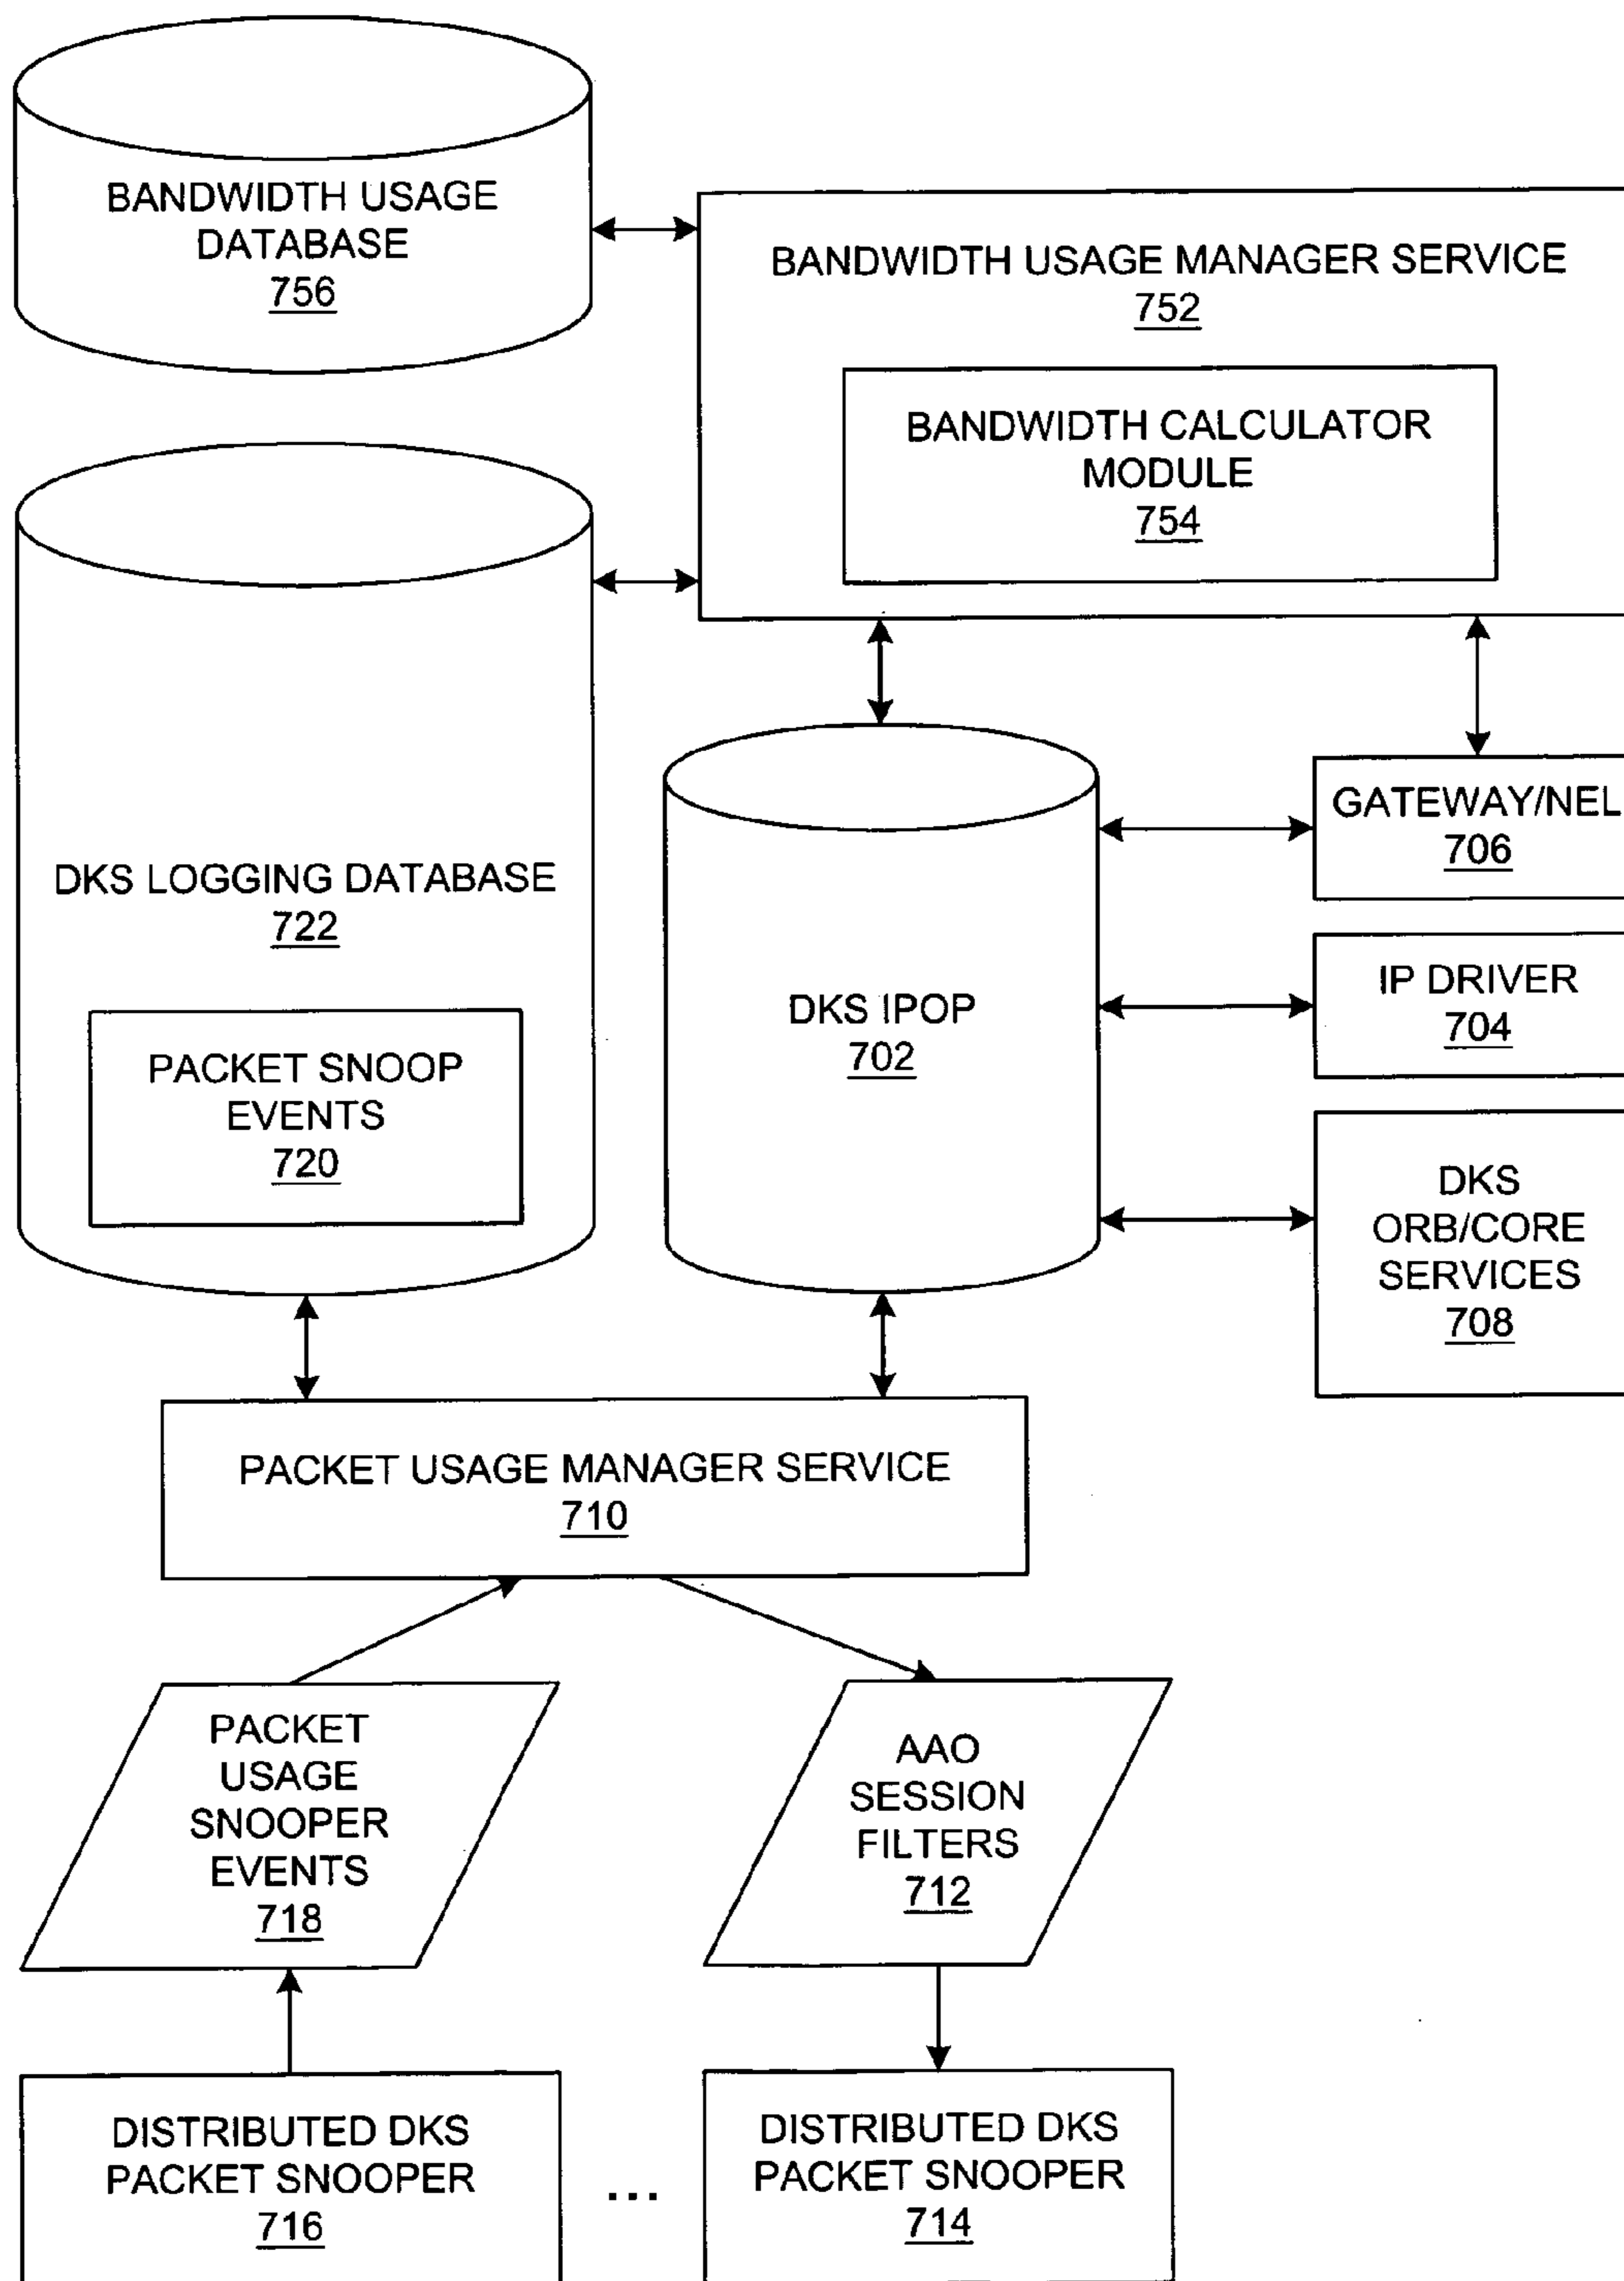 BANDWIDTH USAGE
DATABASE
756
BANDWIDTH USAGE MANAGER SERVICE
752
BANDWIDTH CALCULATOR
MODULE
754
DKS LOGGING DATABASE
722
PACKET SNOOP
EVENTS
720
DKS IPOP
702
GATEWAY/NEL
706
IP DRIVER
704
DKS
ORB/CORE
SERVICES
708
PACKET USAGE MANAGER SERVICE
710
PACKET
USAGE
SNOOPER
EVENTS
718
AAO
SESSION
FILTERS
712
DISTRIBUTED DKS
PACKET SNOOPER
716
...
DISTRIBUTED DKS
PACKET SNOOPER
714